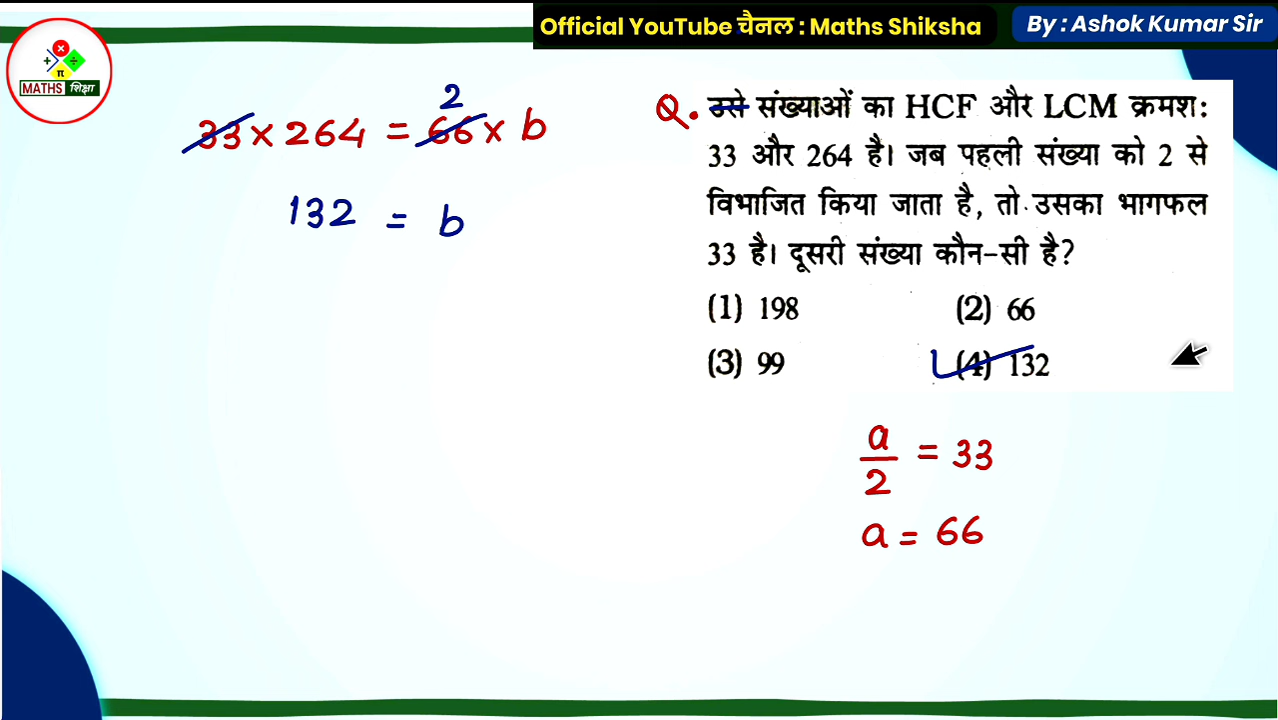 Official YouTube चैनल : Maths Shiksha
By : Ashok Kumar Sir
MATHS शिक्षा
33 × 264 = 66 × b
2
132 = b
Q. उसे संख्याओं का HCF और LCM क्रमश:
33 और 264 है। जब पहली संख्या को 2 से
विभाजित किया जाता है, तो उसका भागफल
33 है। दूसरी संख्या कौन-सी है?
(1) 198 (2) 66
(3) 99 (4) 132
a/2 = 33
a = 66